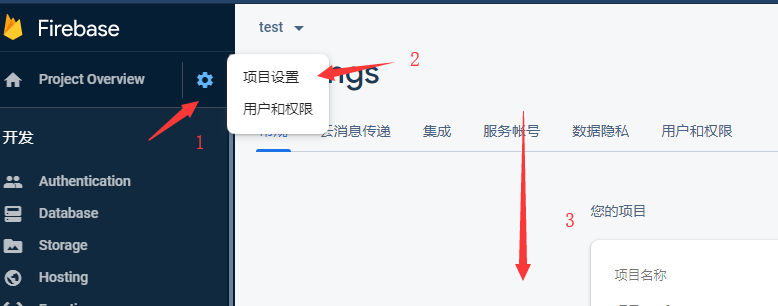 Firebase
test
Project Overview
项目设置
用户和权限
ngs
1
2
开发
云消息传递 集成 服务帐号 数据隐私 用户和权限
Authentication
Database
Storage
Hosting
3
您的项目
项目名称